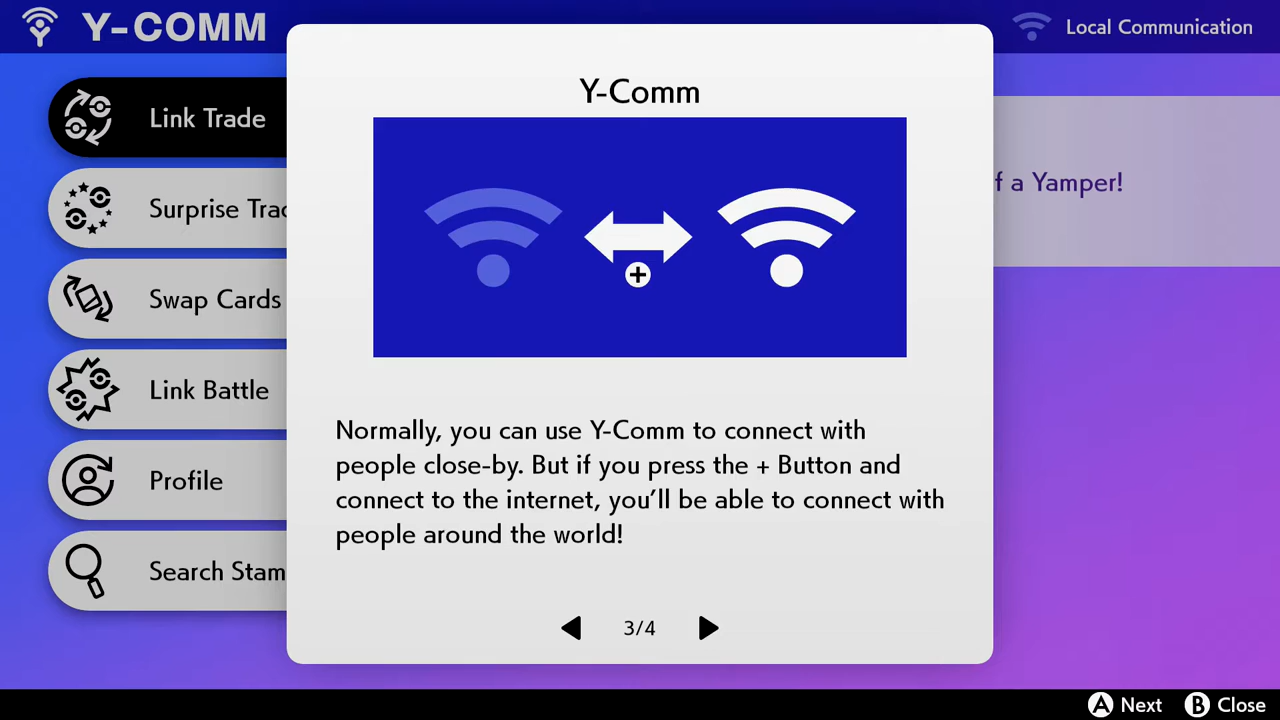 Y-COMM
Local Communication
Link Trade
Surprise Trad
Swap Cards
Link Battle
Profile
Search Stam
f a Yamper!
Y-Comm
Normally, you can use Y-Comm to connect with
people close-by. But if you press the + Button and
connect to the internet, you'll be able to connect with
people around the world!
3/4
A Next
B Close